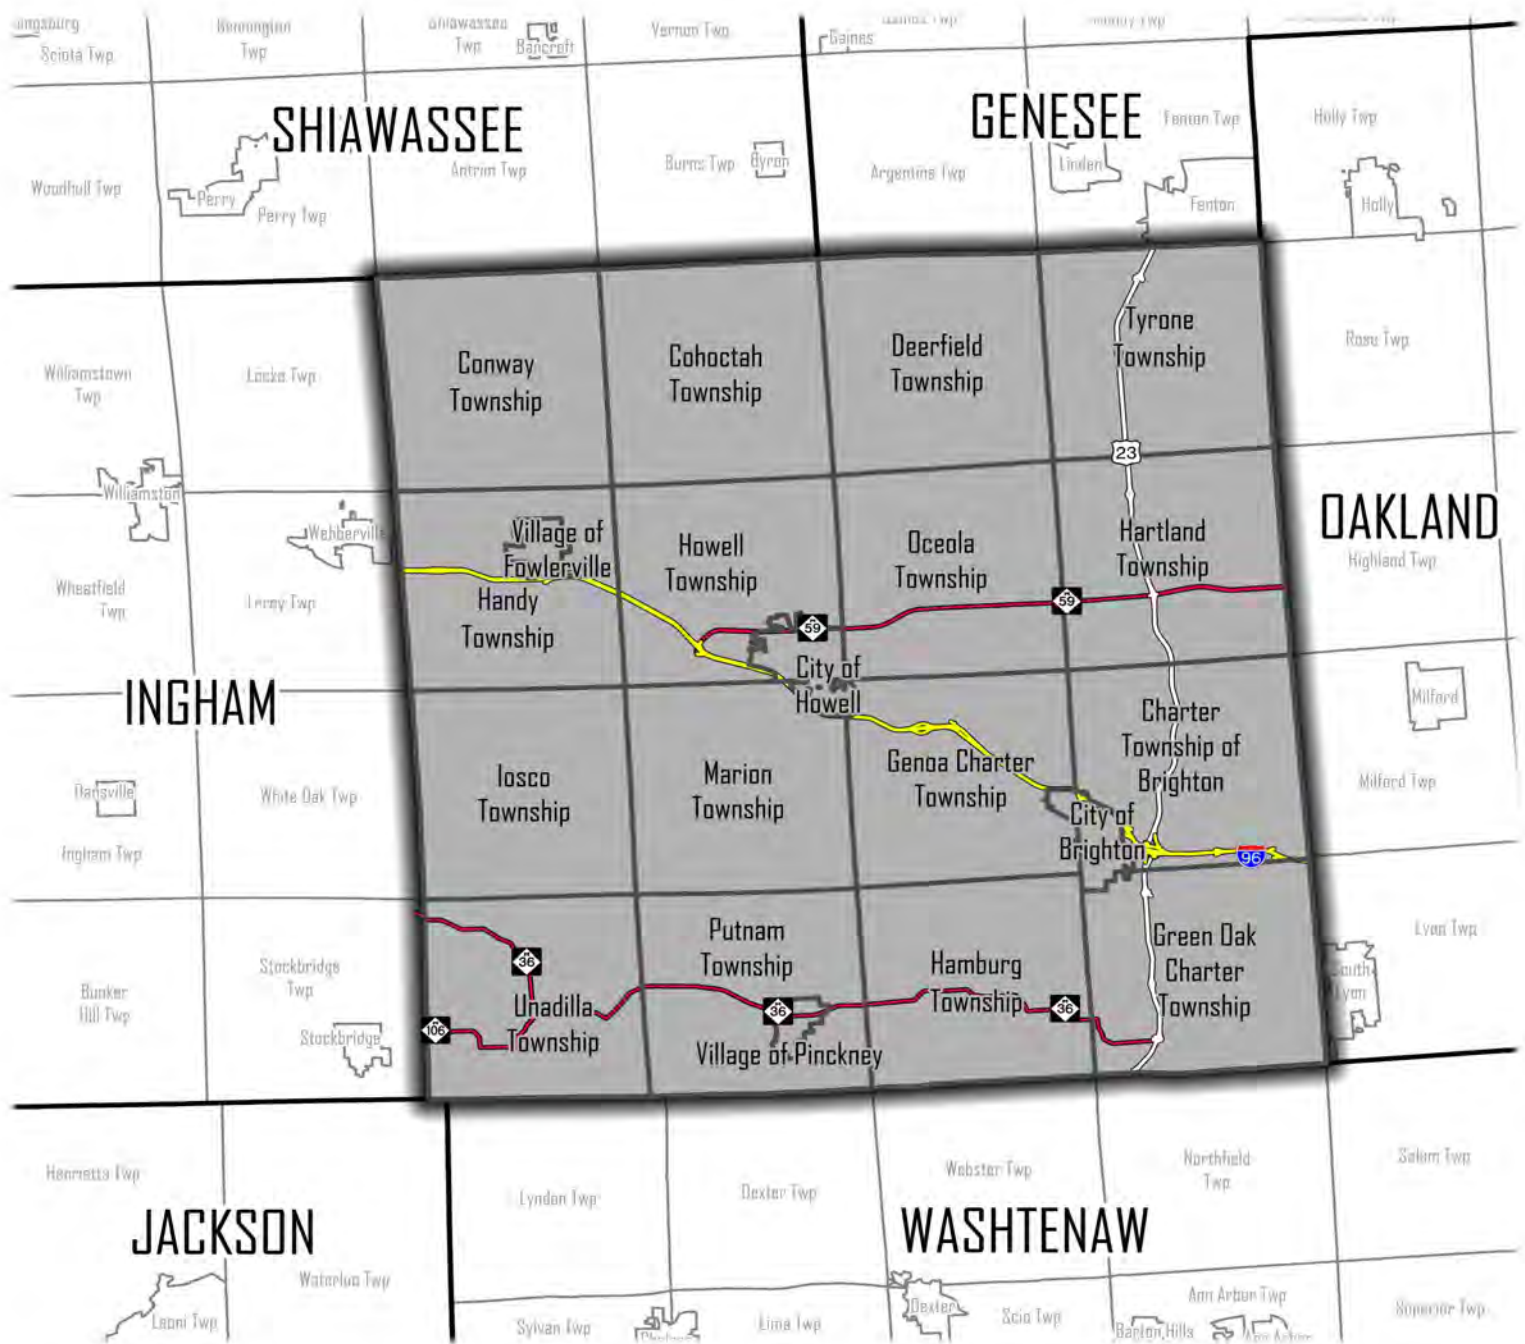 Bennington
Twp
Shiawassee
Twp
Bancroft
Vernon Twp
Gaines
Sciota Twp
SHIAWASSEE
GENESEE
Fenton Twp
Holly Twp
Woodhull Twp
Perry
Perry Twp
Antrim Twp
Burns Twp
Byron
Argentine Twp
Linden
Fenton
Holly
Williamstown
Twp
Locke Twp
Conway
Township
Cohoctah
Township
Deerfield
Township
Tyrone
Township
Rose Twp
23
Williamston
Webberville
Village of
Fowlerville
Howell
Township
Oceola
Township
Hartland
Township
OAKLAND
Highland Twp
Wheatfield
Twp
Leroy Twp
Handy
Township
M
59
M
59
INGHAM
City of
Howell
Charter
Township of
Brighton
Milford
Dansville
White Oak Twp
Iosco
Township
Marion
Township
Genoa Charter
Township
Milford Twp
Ingham Twp
City of
Brighton
96
Bunker
Hill Twp
Stockbridge
Twp
Stockbridge
M
36
M
106
Unadilla
Township
Putnam
Township
M
36
Village of Pinckney
Hamburg
Township
M
36
Green Oak
Charter
Township
Lyon Twp
South
Lyon
Henrietta Twp
Lyndon Twp
Dexter Twp
Webster Twp
Northfield
Twp
Salem Twp
JACKSON
WASHTENAW
Waterloo Twp
Leoni Twp
Sylvan Twp
Lima Twp
Dexter
Scio Twp
Ann Arbor Twp
Barton Hills
Superior Twp